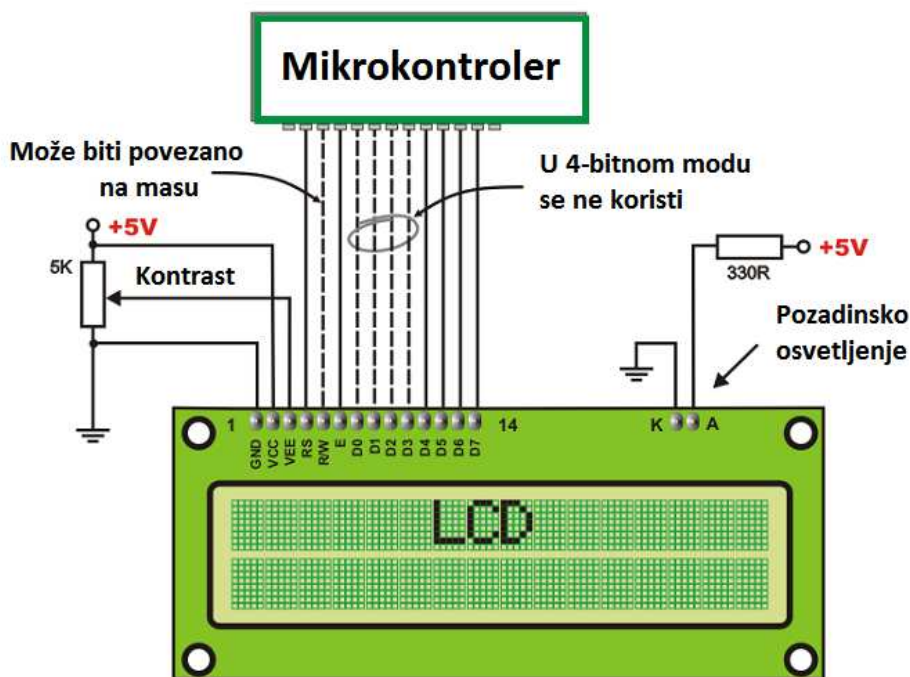 Mikrokontroler
Može biti povezano
na masu
U 4-bitnom modu
se ne koristi
+5V
5K
Kontrast
+5V
330R
Pozadinsko
osvetljenje
1
14
K
A
GND
VCC
VEE
RS
R/W
E
D0
D1
D2
D3
D4
D5
D6
D7
LCD